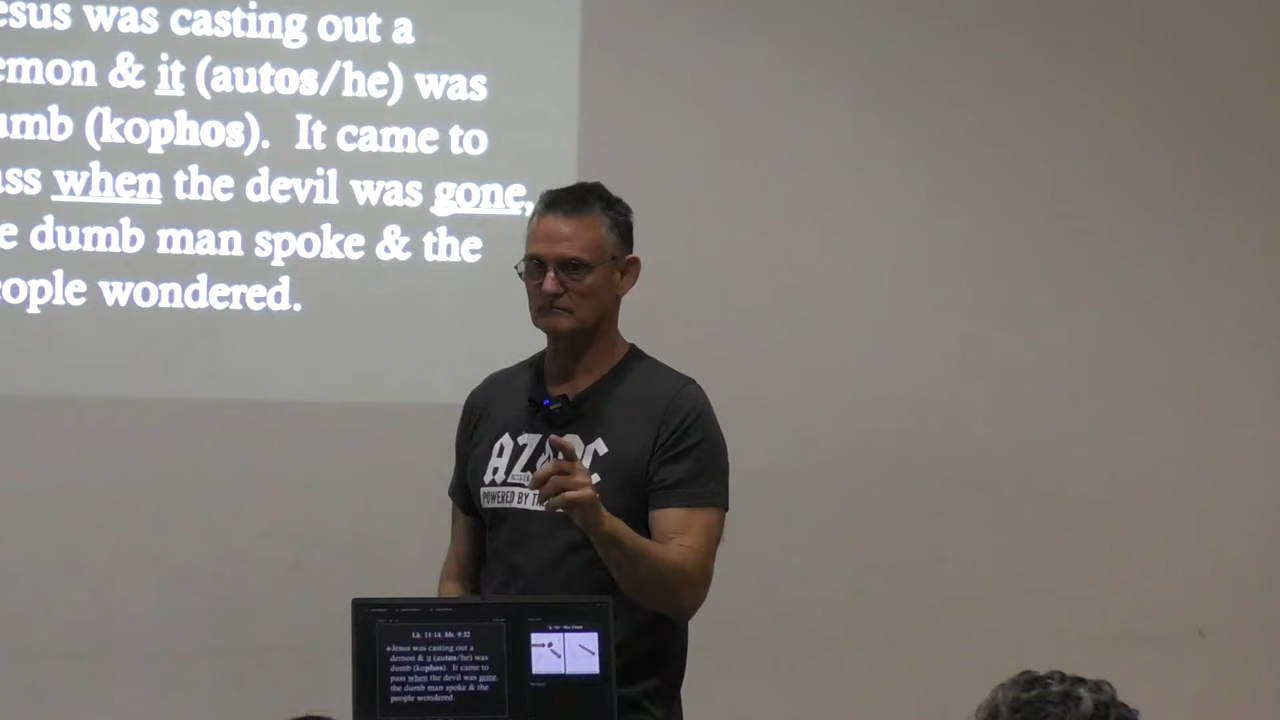 esus was casting out a
emon & it (autos/he) was
umb (kophos). It came to
ass when the devil was gone,
e dumb man spoke & the
eople wondered.
AZ
POWERED BY
Lk. 11:14, Mt. 9:32
Jesus was casting out a
demon & it (autos/he) was
dumb (kophos). It came to
pass when the devil was gone,
the dumb man spoke & the
people wondered.